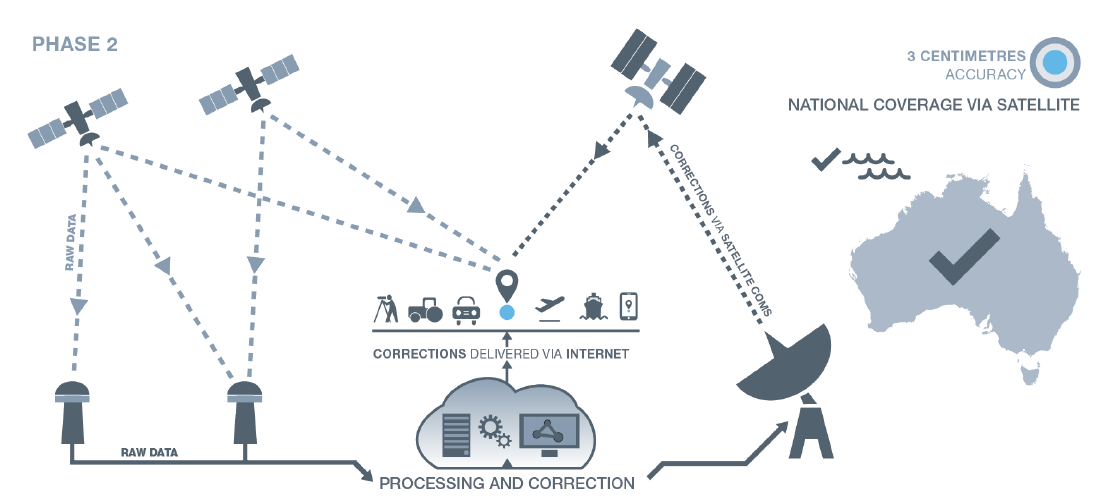 PHASE 2
3 CENTIMETRES
ACCURACY
NATIONAL COVERAGE VIA SATELLITE
RAW DATA
CORRECTIONS VIA SATELLITE COMS
CORRECTIONS DELIVERED VIA INTERNET
RAW DATA
PROCESSING AND CORRECTION